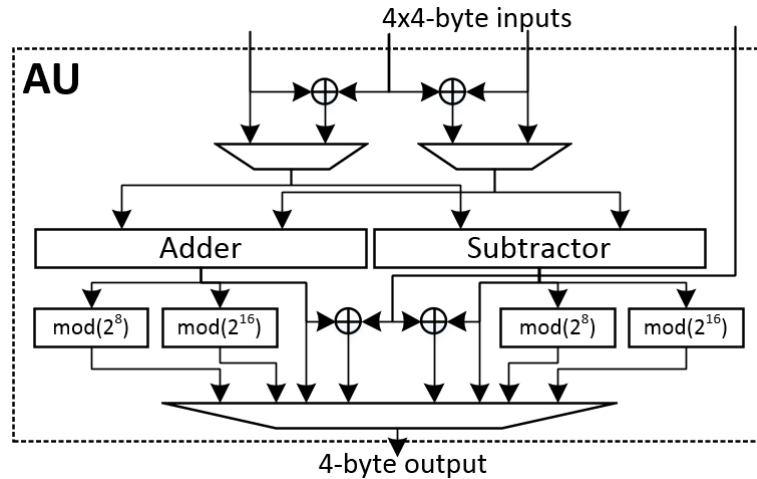 4x4-byte inputs
AU
Adder
Subtractor
mod(2⁸)
mod(2¹⁶)
mod(2⁸)
mod(2¹⁶)
4-byte output